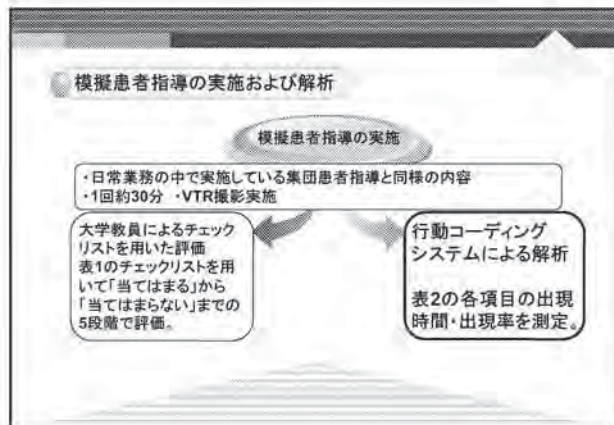 模擬患者指導の実施および解析
模擬患者指導の実施
・日常業務の中で実施している集団患者指導と同様の内容
・1回約30分 ・VTR撮影実施
大学教員によるチェック
リストを用いた評価
表1のチェックリストを用
いて「当てはまる」から
「当てはまらない」までの
5段階で評価。
行動コーディング
システムによる解析
表2の各項目の出現
時間・出現率を測定。